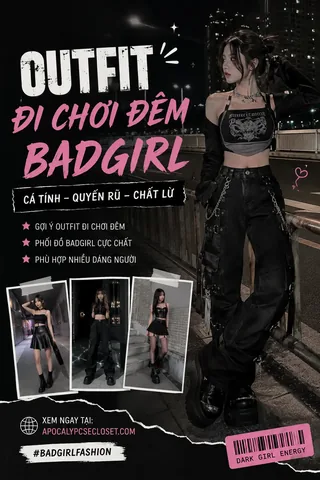 OUTFIT
ĐI CHƠI ĐÊM
BADGIRL
CÁ TÍNH – QUYẾN RŨ – CHẤT LỪ
GỢI Ý OUTFIT ĐI CHƠI ĐÊM
PHỐI ĐỒ BADGIRL CỰC CHẤT
PHÙ HỢP NHIỀU DÁNG NGƯỜI
XEM NGAY TẠI:
APOCALYPCSECLOSET.COM
#BADGIRLFASHION
DARK GIRL ENERGY